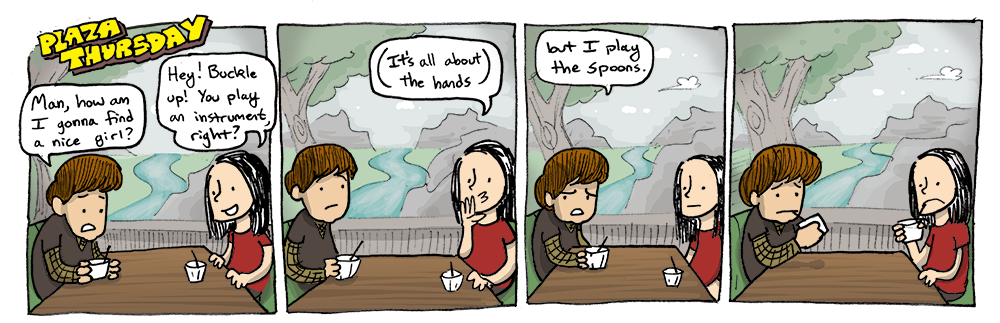 PLAZA
THURSDAY
Man, how am
I gonna find
a nice girl?
Hey! Buckle
up! You play
an instrument,
right?
(It's all about
the hands)
but I play
the spoons.